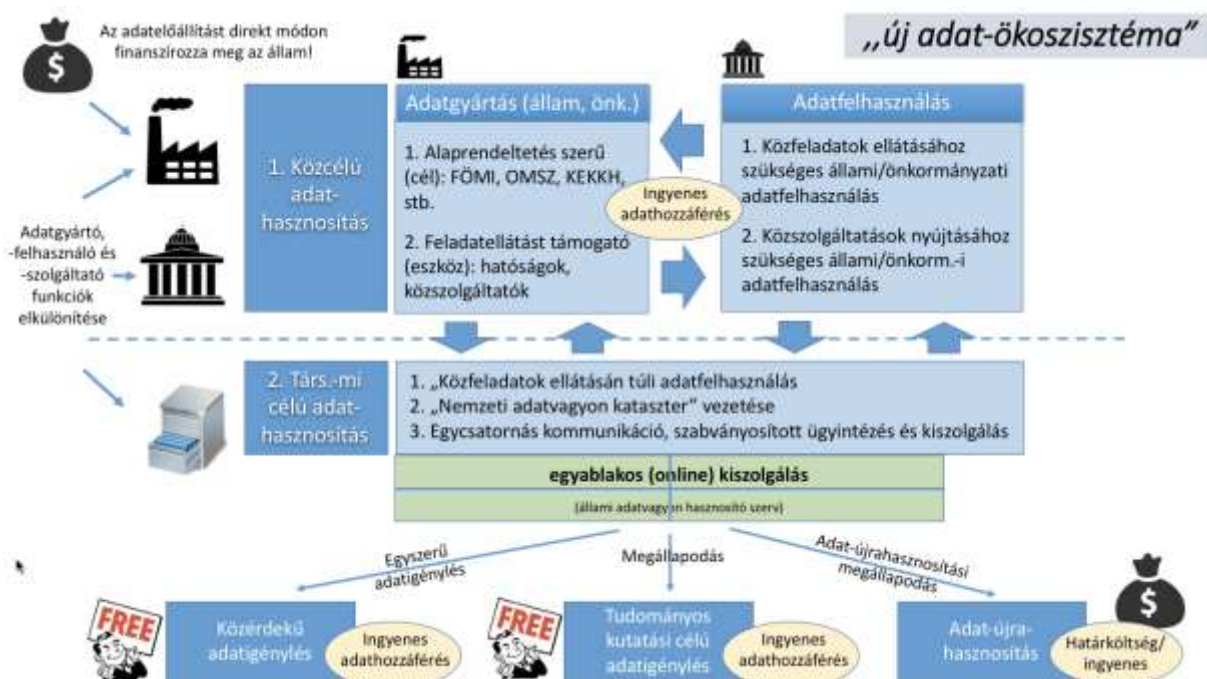 Az adatelőállítást direkt módon
finanszírozza meg az állam!
„új adat-ökoszisztéma”
$
Adatgyártó,
-felhasználó és
-szolgáltató
funkciók
elkülönítése
1. Közcélú
adat-
hasznosítás
Adatgyártás (állam, önk.)
1. Alaprendeltetés szerű
(cél): FÖMI, OMSZ, KEKKH,
stb.
2. Feladatellátást támogató
(eszköz): hatóságok,
közszolgáltatók
Ingyenes
adathozzáférés
Adatfelhasználás
1. Közfeladatok ellátásához
szükséges állami/önkormányzati
adatfelhasználás
2. Közszolgáltatások nyújtásához
szükséges állami/önkorm.-i
adatfelhasználás
2. Társ.-mi
célú adat-
hasznosítás
1. „Közfeladatok ellátásán túli adatfelhasználás
2. „Nemzeti adatvagyon kataszter” vezetése
3. Egycsatornás kommunikáció, szabványosított ügyintézés és kiszolgálás
egyablakos (online) kiszolgálás
(állami adatvagyon hasznosító szerv)
Egyszerű
adatigénylés
Megállapodás
Adat-újrahasznosítási
megállapodás
FREE
Közérdekű
adatigénylés
Ingyenes
adathozzáférés
FREE
Tudományos
kutatási célú
adatigénylés
Ingyenes
adathozzáférés
Adat-újra-
hasznosítás
$
Határköltség/
ingyenes